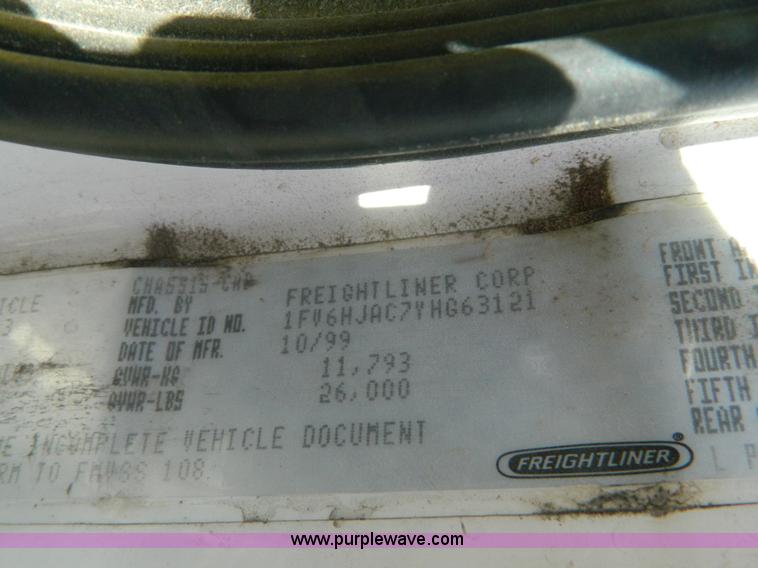 CHASSIS-CAB
MFD. BY FREIGHTLINER CORP
VEHICLE ID NO. 1FV6HJAC7YHG63121
DATE OF MFR. 10/99
GVWR-KG 11,793
GVWR-LBS 26,000
INCOMPLETE VEHICLE DOCUMENT
TO FMVSS 108.
FREIGHTLINER®
FRONT
FIRST
SECOND
THIRD
FOURTH
FIFTH
REAR
www.purplewave.com